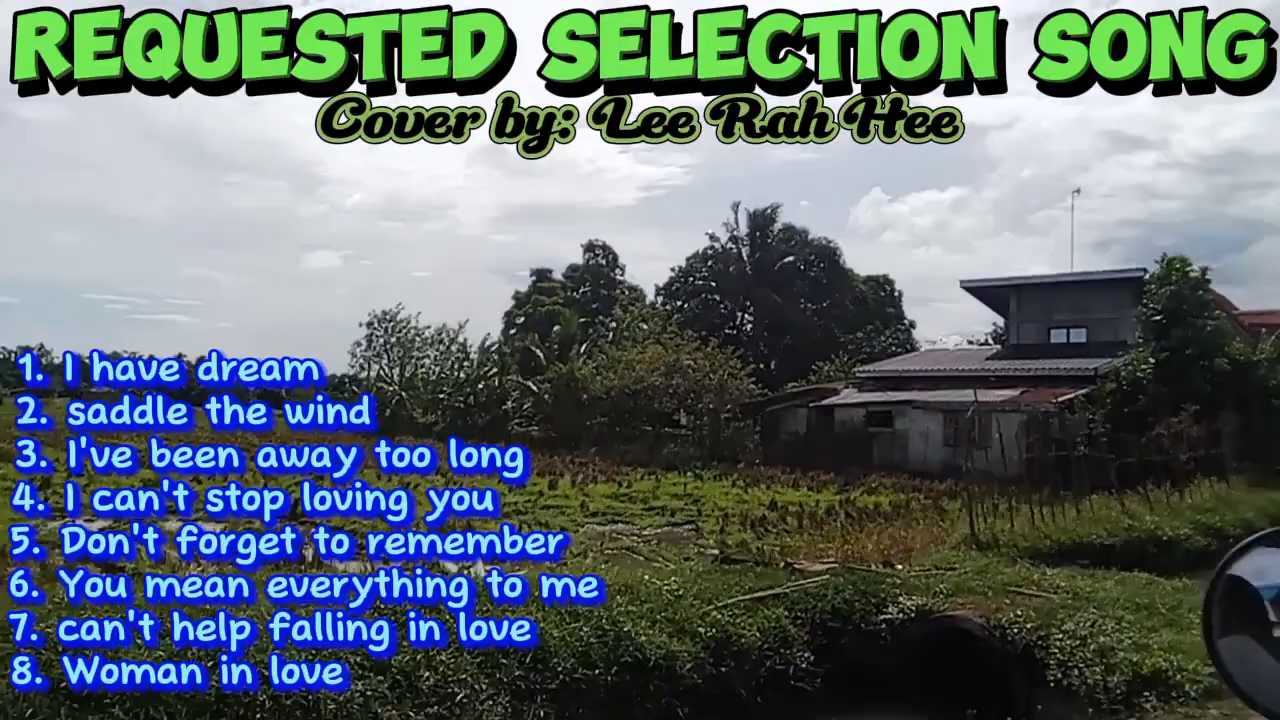 REQUESTED SELECTION SONG
Cover by: Lee Rah Hee
1. I have dream
2. saddle the wind
3. I've been away too long
4. I can't stop loving you
5. Don't forget to remember
6. You mean everything to me
7. can't help falling in love
8. Woman in love